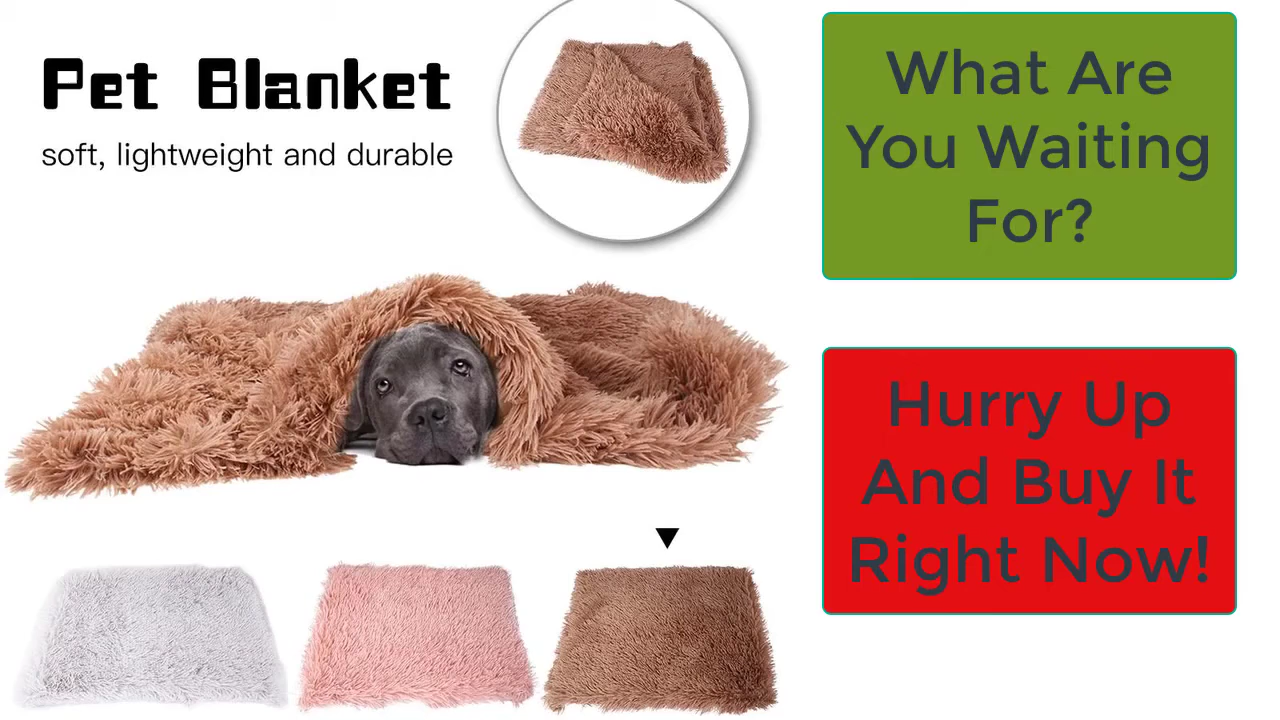 Pet Blanket
soft, lightweight and durable
What Are
You Waiting
For?
Hurry Up
And Buy It
Right Now!